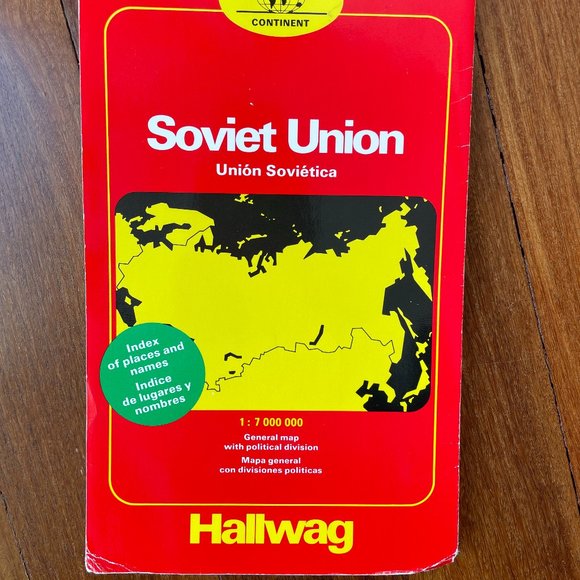 CONTINENT
Soviet Union
Unión Soviética
Index
of places and
names
Indice
de lugares y
nombres
1 : 7 000 000
General map
with political division
Mapa general
con divisiones politicas
Hallwag